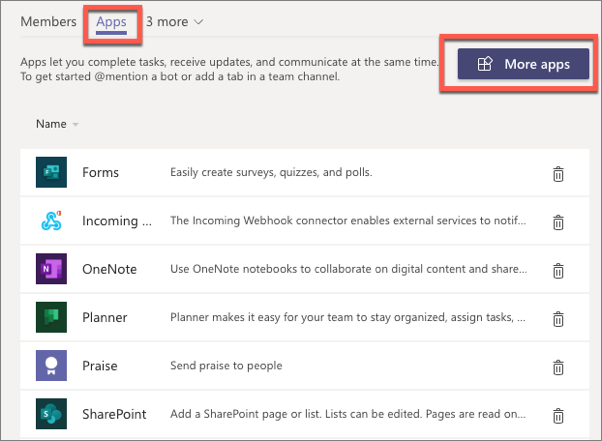 Members Apps 3 more
Apps let you complete tasks, receive updates, and communicate at the same time.
To get started @mention a bot or add a tab in a team channel.
More apps
Name
Forms Easily create surveys, quizzes, and polls.
Incoming ... The Incoming Webhook connector enables external services to notif...
OneNote Use OneNote notebooks to collaborate on digital content and share...
Planner Planner makes it easy for your team to stay organized, assign tasks, ...
Praise Send praise to people
SharePoint Add a SharePoint page or list. Lists can be edited. Pages are read on...